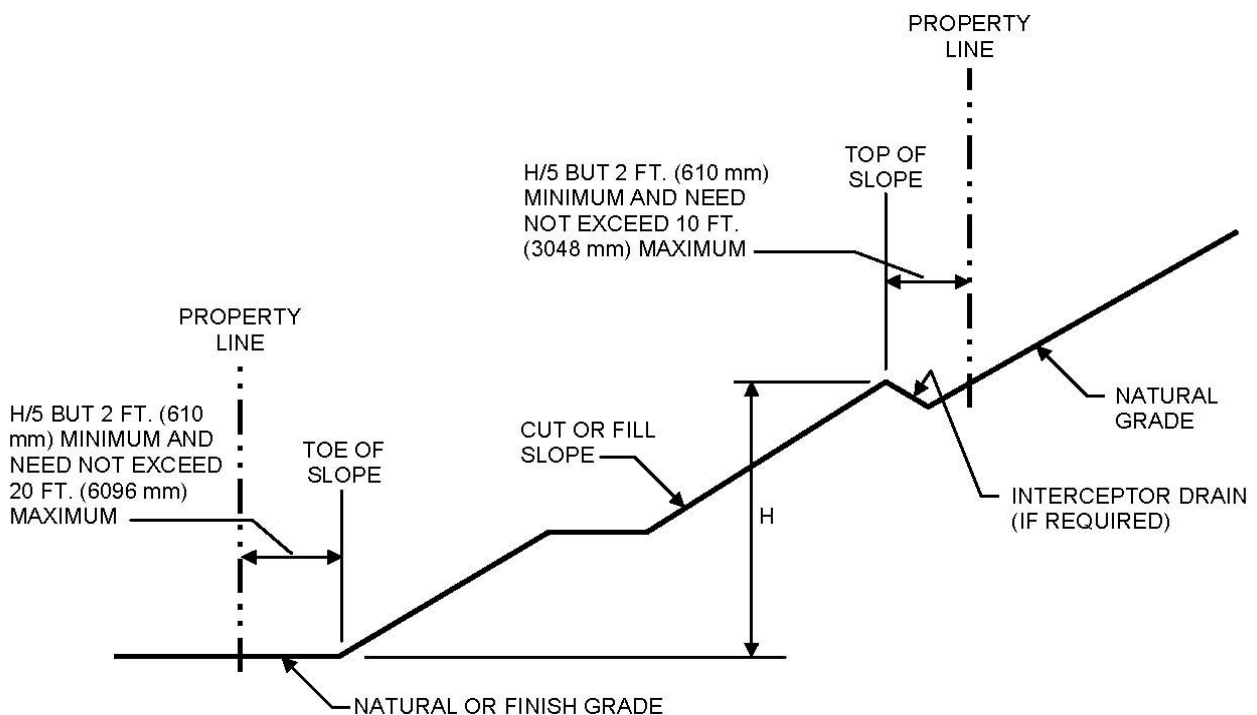 PROPERTY
LINE
H/5 BUT 2 FT. (610 mm)
MINIMUM AND NEED
NOT EXCEED 10 FT.
(3048 mm) MAXIMUM
TOP OF
SLOPE
PROPERTY
LINE
H/5 BUT 2 FT. (610
mm) MINIMUM AND
NEED NOT EXCEED
20 FT. (6096 mm)
MAXIMUM
TOE OF
SLOPE
CUT OR FILL
SLOPE
H
NATURAL
GRADE
INTERCEPTOR DRAIN
(IF REQUIRED)
NATURAL OR FINISH GRADE